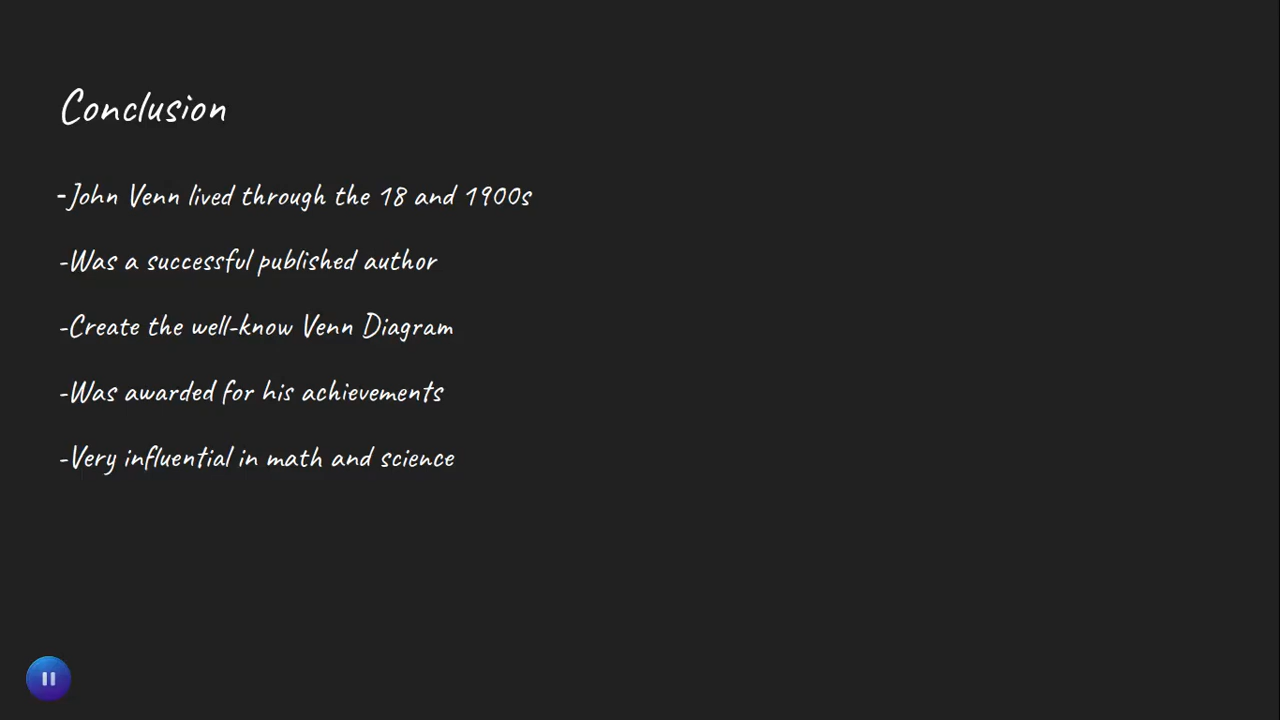 Conclusion
-John Venn lived through the 18 and 1900s
-Was a successful published author
-Create the well-know Venn Diagram
-Was awarded for his achievements
-Very influential in math and science